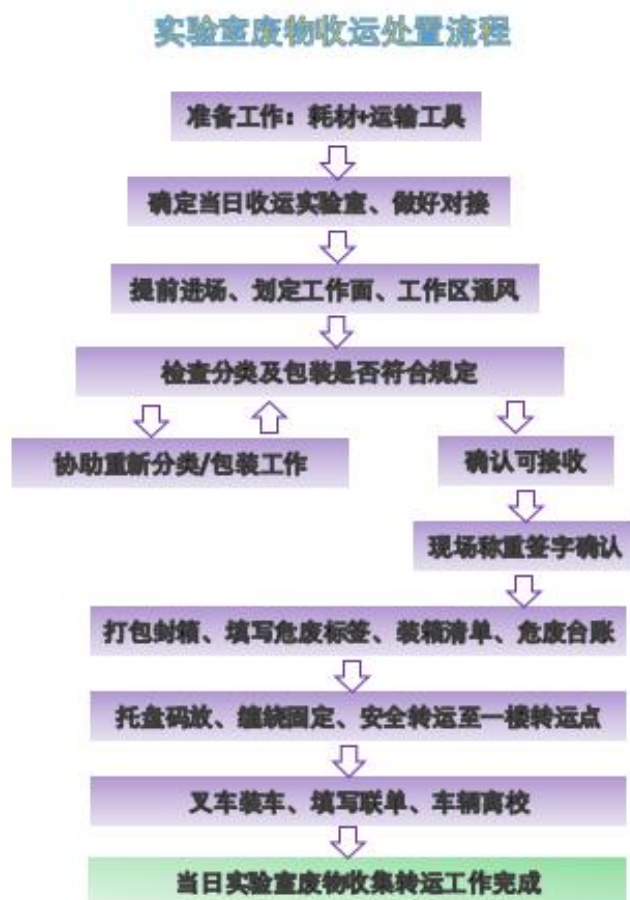 实验室废物收运处置流程
准备工作：耗材+运输工具
确定当日收运实验室、做好对接
提前进场、划定工作面、工作区通风
检查分类及包装是否符合规定
协助重新分类/包装工作
确认可接收
现场称重签字确认
打包封箱、填写危废标签、装箱清单、危废台账
托盘码放、缠绕固定、安全转运至一楼转运点
叉车装车、填写联单、车辆离校
当日实验室废物收集转运工作完成